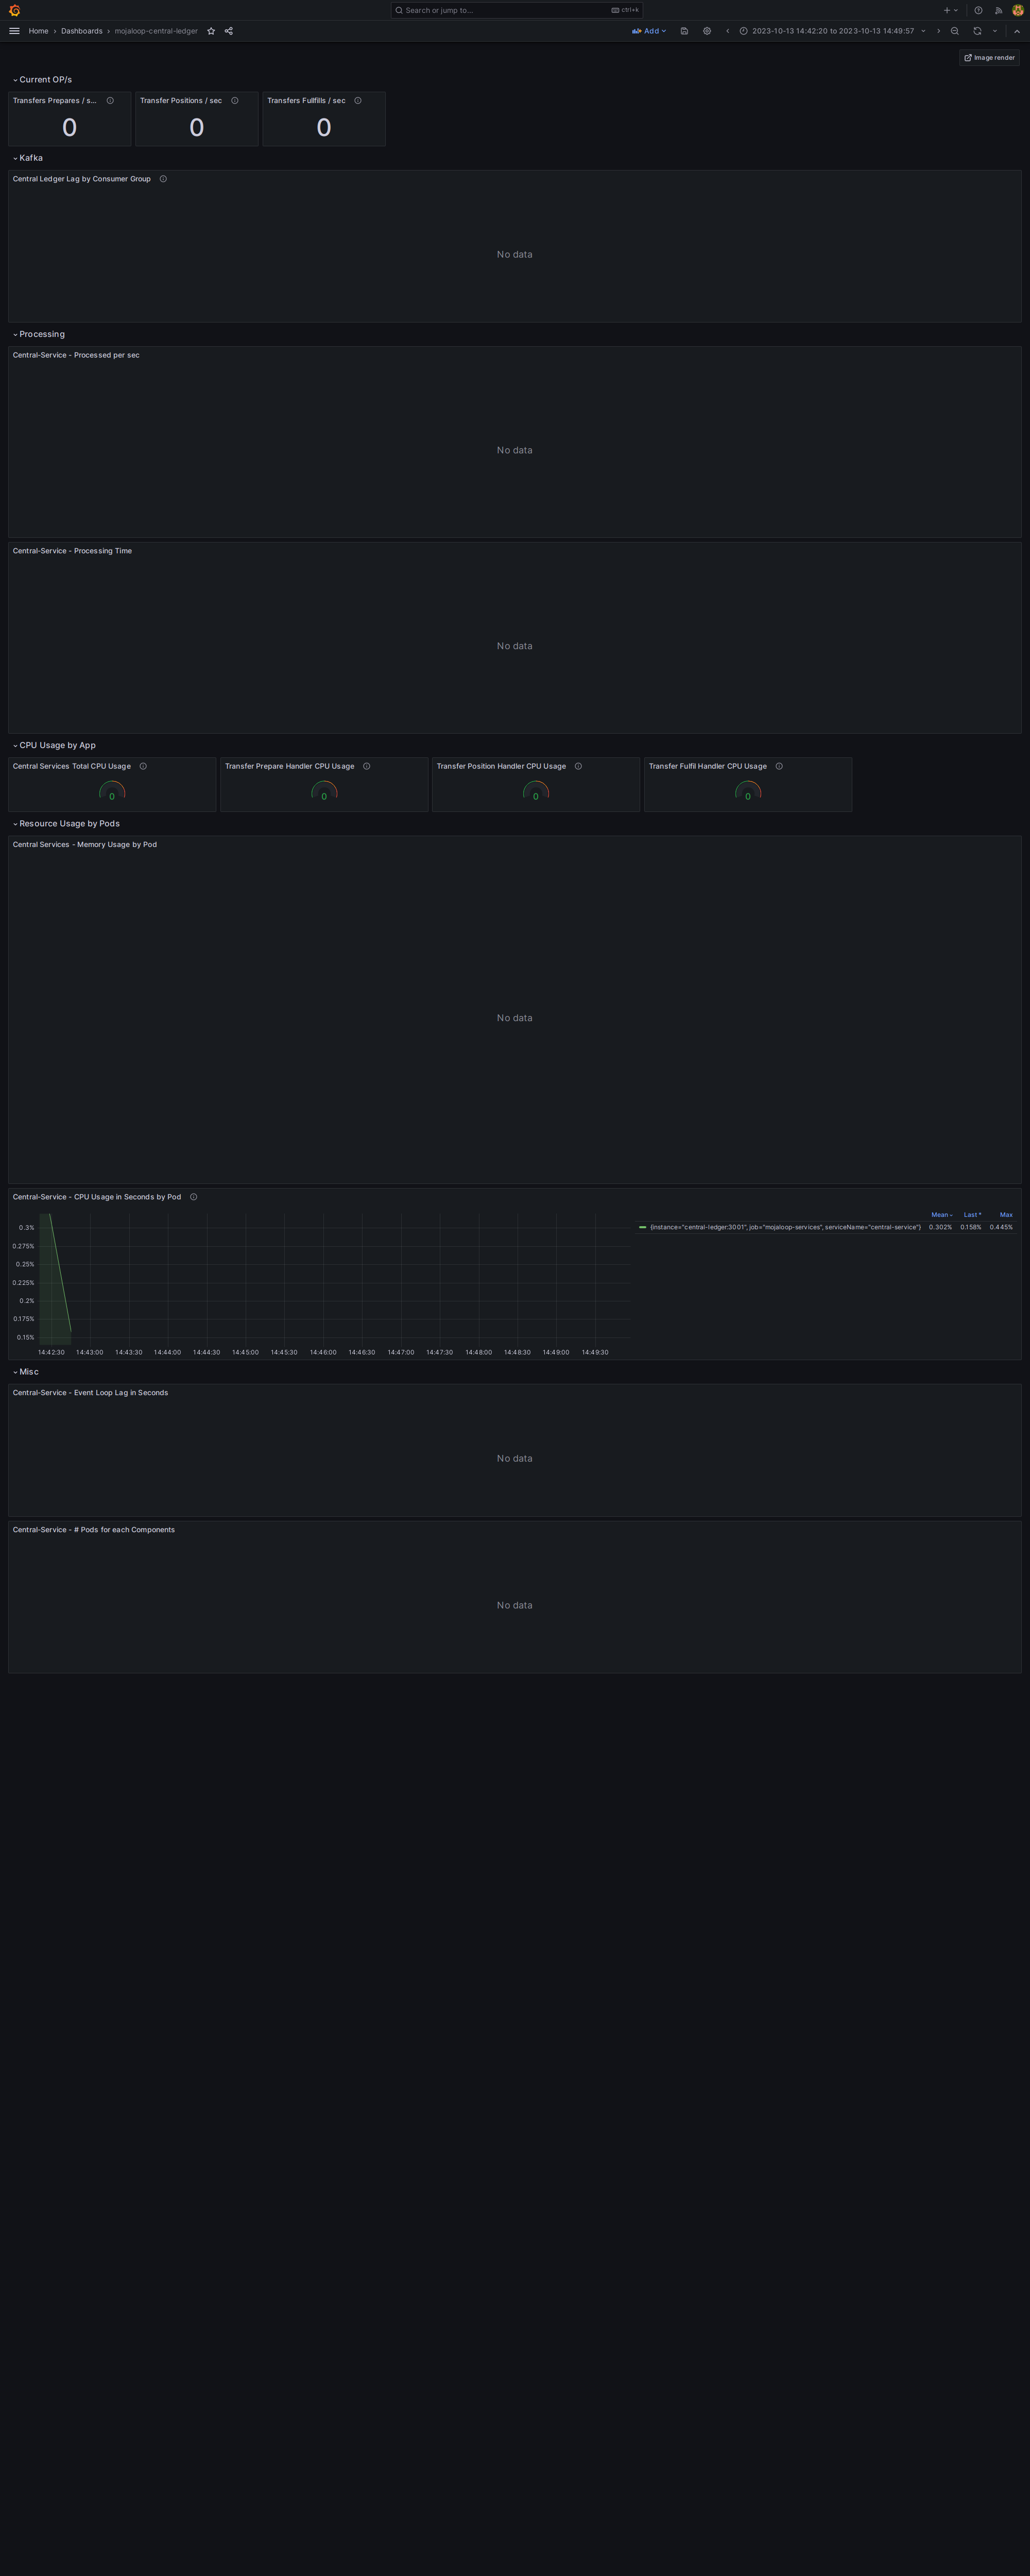 Search or jump to...
ctrl+k
Home › Dashboards › mojaloop-central-ledger
Add
2023-10-13 14:42:20 to 2023-10-13 14:49:57
Image render
Current OP/s
Transfers Prepares / s...
Transfer Positions / sec
Transfers Fullfills / sec
0
0
0
Kafka
Central Ledger Lag by Consumer Group
No data
Processing
Central-Service - Processed per sec
No data
Central-Service - Processing Time
No data
CPU Usage by App
Central Services Total CPU Usage
Transfer Prepare Handler CPU Usage
Transfer Position Handler CPU Usage
Transfer Fulfil Handler CPU Usage
0
0
0
0
Resource Usage by Pods
Central Services - Memory Usage by Pod
No data
Central-Service - CPU Usage in Seconds by Pod
0.3%
0.275%
0.25%
0.225%
0.2%
0.175%
0.15%
14:42:30 14:43:00 14:43:30 14:44:00 14:44:30 14:45:00 14:45:30 14:46:00 14:46:30 14:47:00 14:47:30 14:48:00 14:48:30 14:49:00 14:49:30
Mean Last * Max
{instance="central-ledger:3001", job="mojaloop-services", serviceName="central-service"} 0.302% 0.158% 0.445%
Misc
Central-Service - Event Loop Lag in Seconds
No data
Central-Service - # Pods for each Components
No data